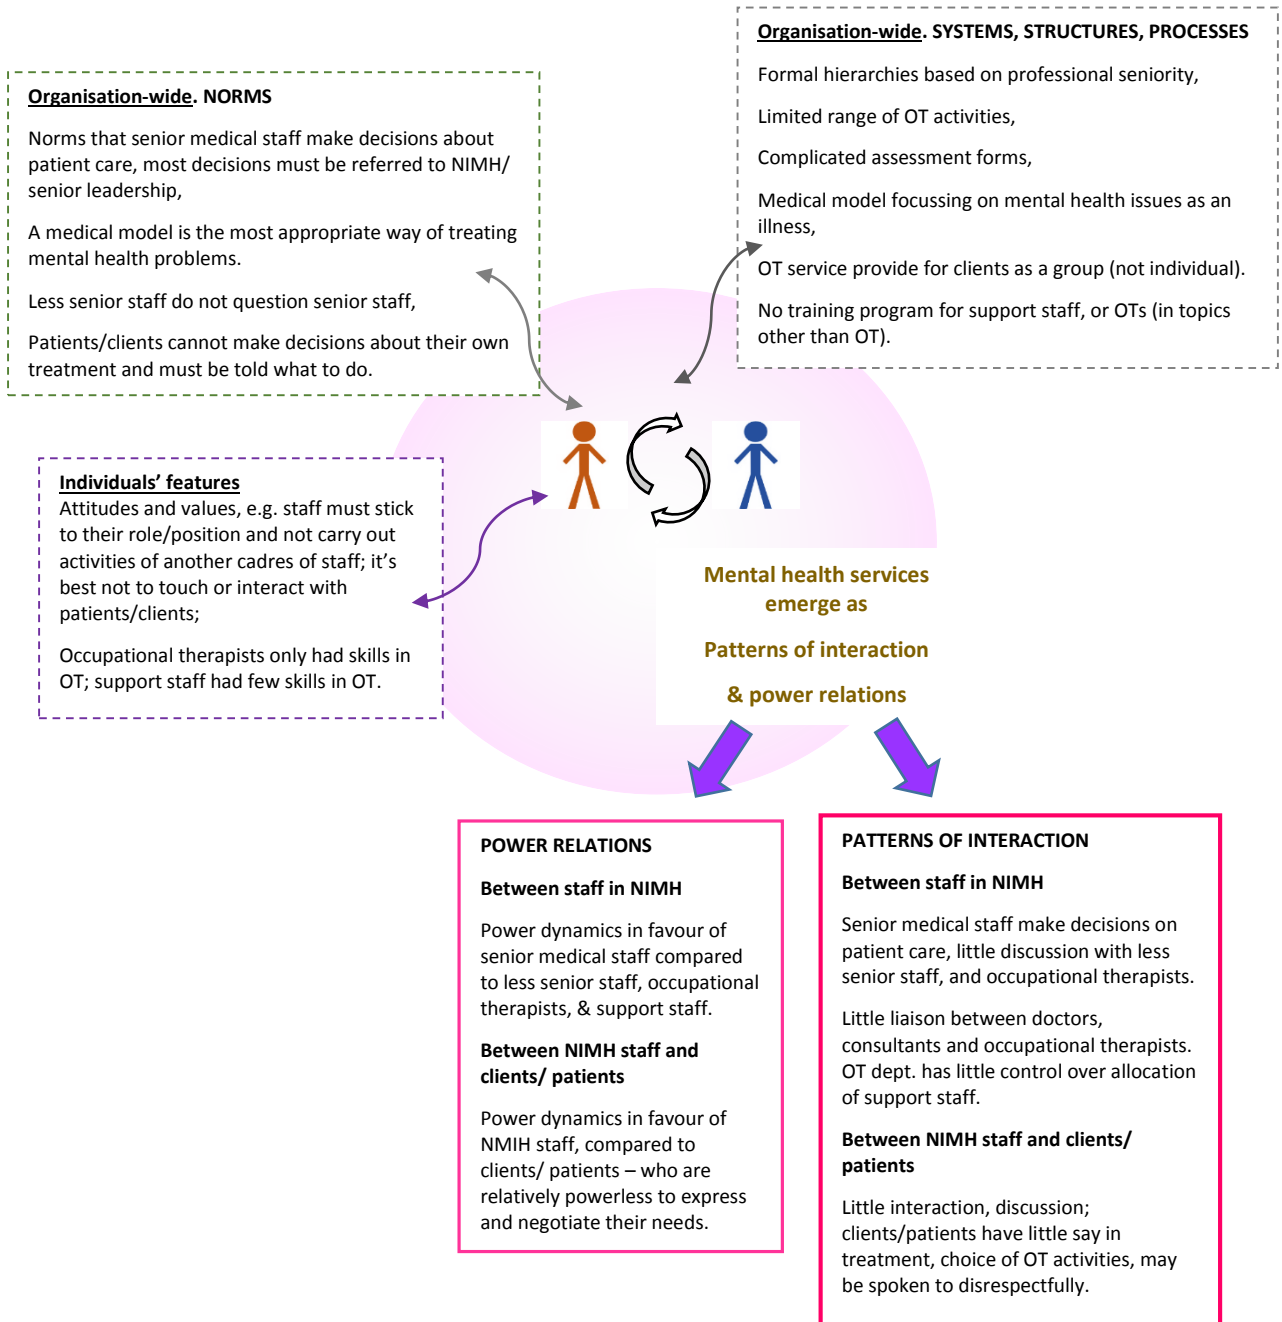 Organisation-wide. SYSTEMS, STRUCTURES, PROCESSES
Formal hierarchies based on professional seniority,
Limited range of OT activities,
Complicated assessment forms,
Medical model focussing on mental health issues as an
illness,
OT service provide for clients as a group (not individual).
No training program for support staff, or OTs (in topics
other than OT).
Organisation-wide. NORMS
Norms that senior medical staff make decisions about
patient care, most decisions must be referred to NIMH/
senior leadership,
A medical model is the most appropriate way of treating
mental health problems.
Less senior staff do not question senior staff,
Patients/clients cannot make decisions about their own
treatment and must be told what to do.
Individuals’ features
Attitudes and values, e.g. staff must stick
to their role/position and not carry out
activities of another cadres of staff; it’s
best not to touch or interact with
patients/clients;
Occupational therapists only had skills in
OT; support staff had few skills in OT.
Mental health services
emerge as
Patterns of interaction
& power relations
POWER RELATIONS
Between staff in NIMH
Power dynamics in favour of
senior medical staff compared
to less senior staff, occupational
therapists, & support staff.
Between NIMH staff and
clients/ patients
Power dynamics in favour of
NMIH staff, compared to
clients/ patients – who are
relatively powerless to express
and negotiate their needs.
PATTERNS OF INTERACTION
Between staff in NIMH
Senior medical staff make decisions on
patient care, little discussion with less
senior staff, and occupational therapists.
Little liaison between doctors,
consultants and occupational therapists.
OT dept. has little control over allocation
of support staff.
Between NIMH staff and clients/
patients
Little interaction, discussion;
clients/patients have little say in
treatment, choice of OT activities, may
be spoken to disrespectfully.